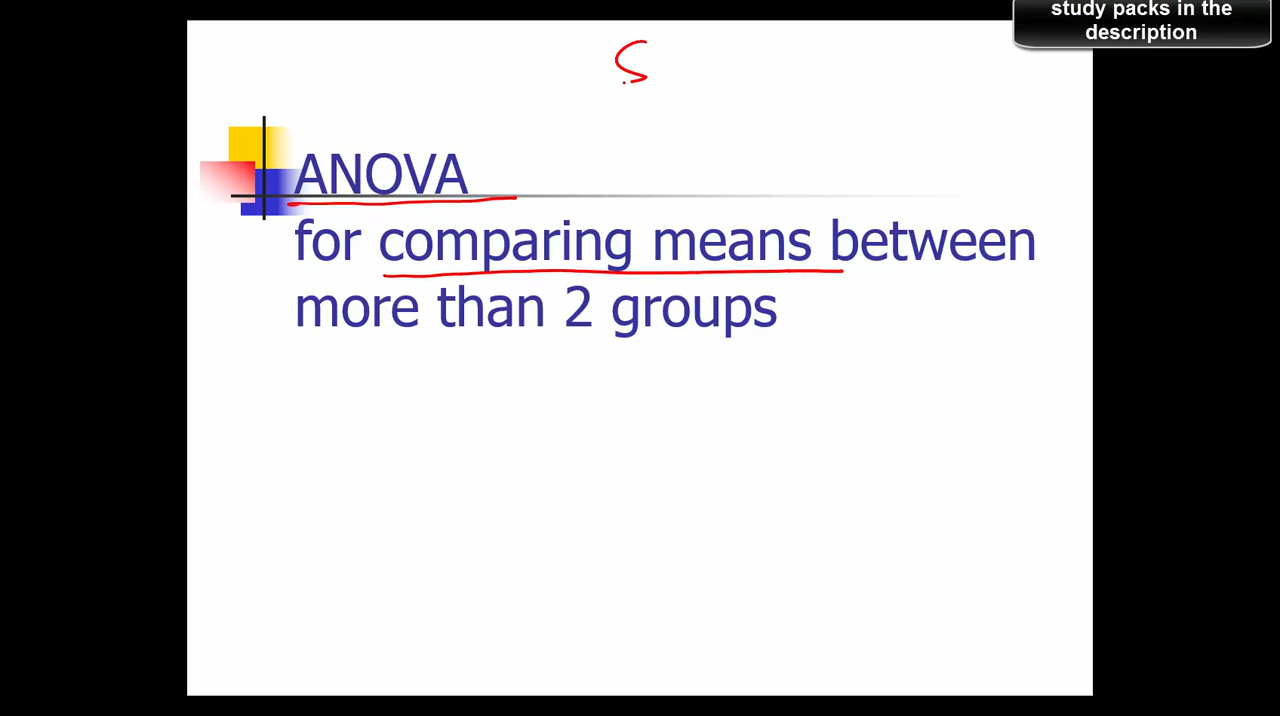 study packs in the
description
S
ANOVA
for comparing means between
more than 2 groups